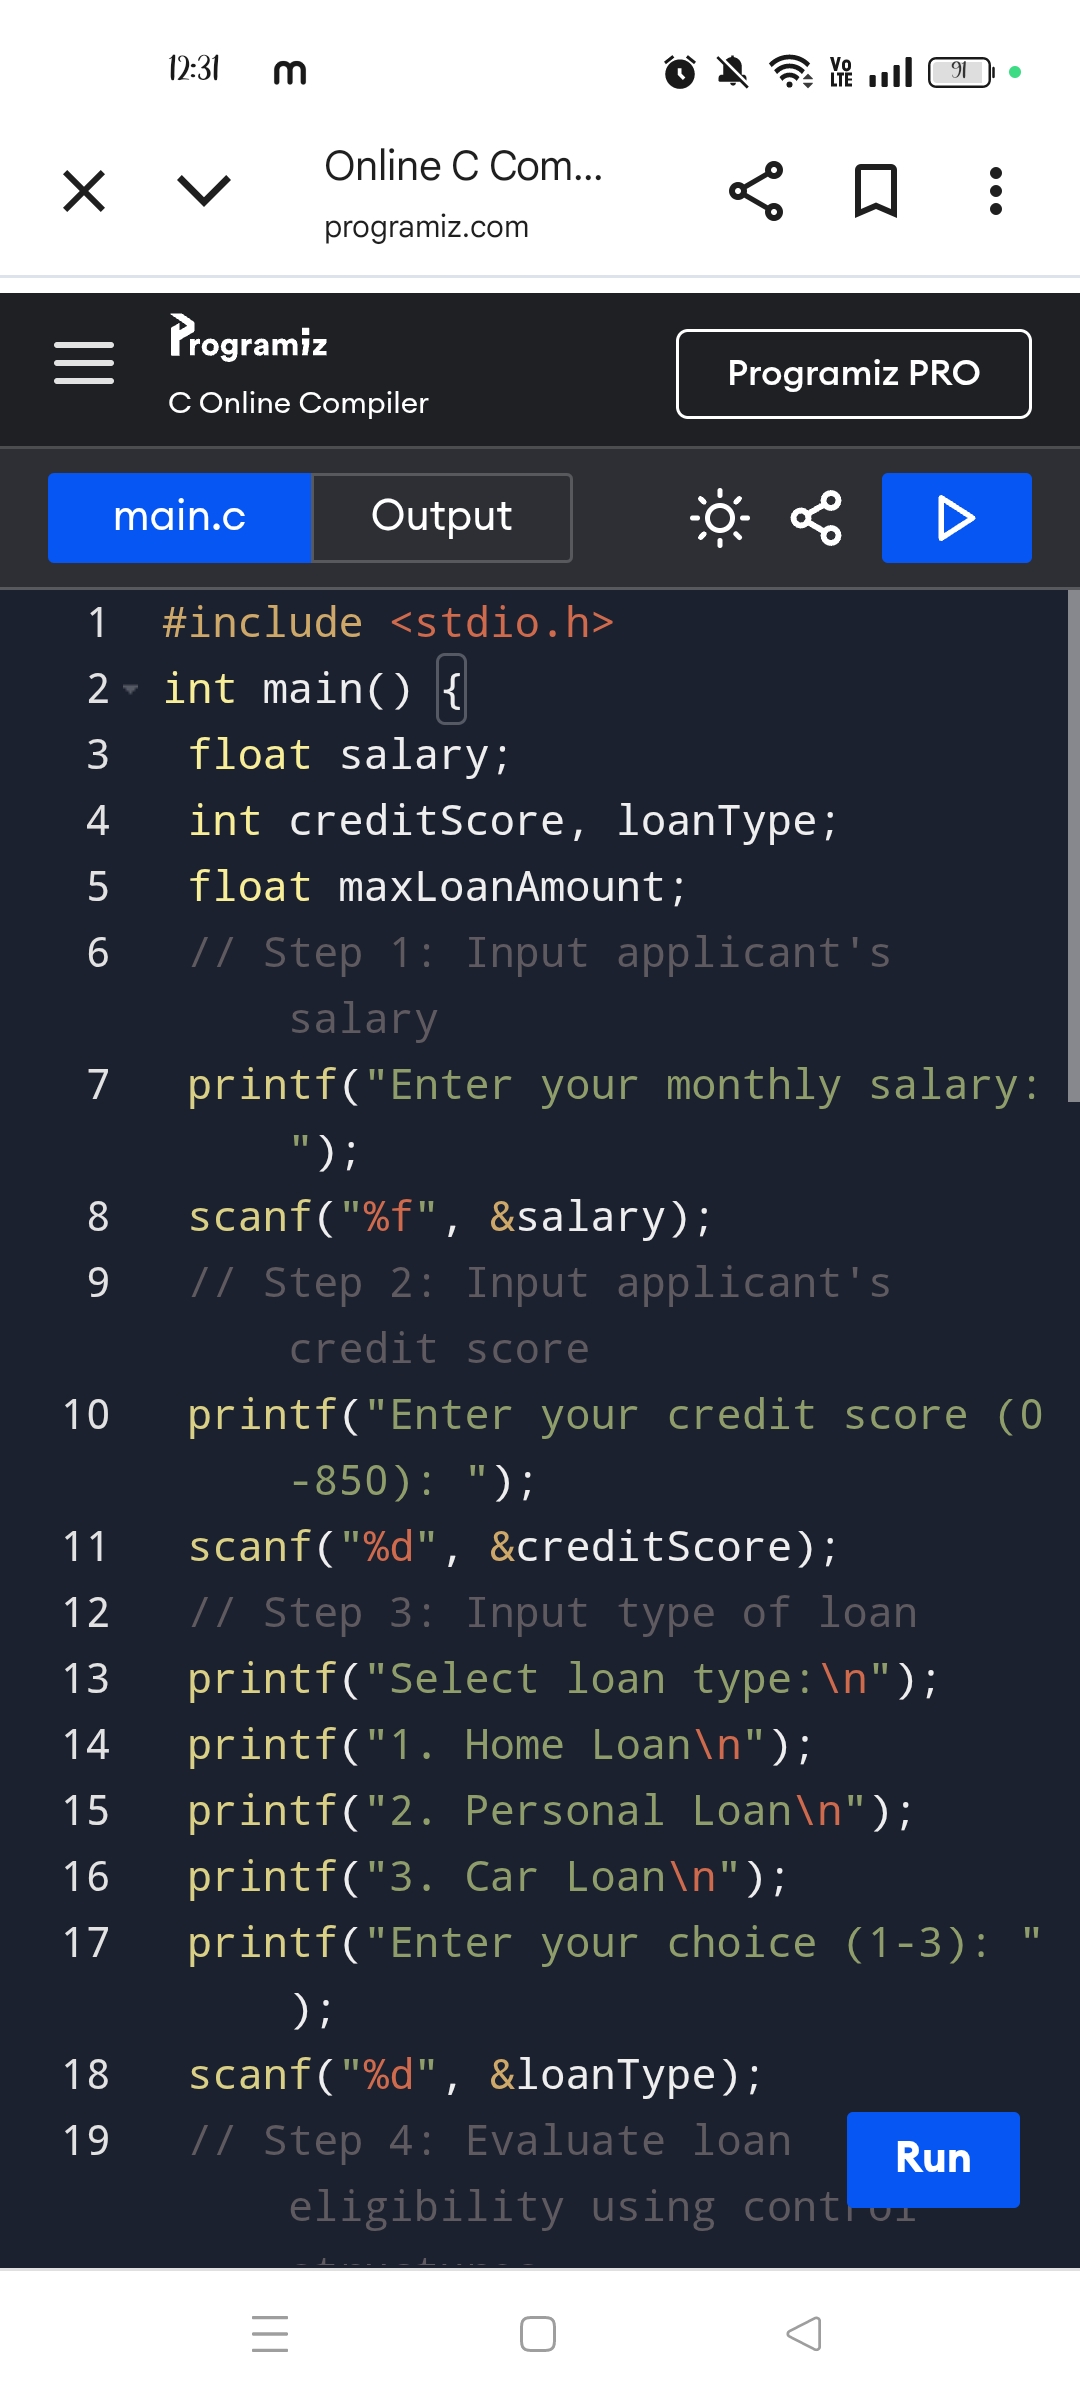 12:31 m Vo LTE 91
Online C Com...
programiz.com
Programiz
C Online Compiler
Programiz PRO
main.c Output
1 #include <stdio.h>
2 int main() {
3 float salary;
4 int creditScore, loanType;
5 float maxLoanAmount;
6 // Step 1: Input applicant's
salary
7 printf("Enter your monthly salary:
");
8 scanf("%f", &salary);
9 // Step 2: Input applicant's
credit score
10 printf("Enter your credit score (0
-850): ");
11 scanf("%d", &creditScore);
12 // Step 3: Input type of loan
13 printf("Select loan type:\n");
14 printf("1. Home Loan\n");
15 printf("2. Personal Loan\n");
16 printf("3. Car Loan\n");
17 printf("Enter your choice (1-3): "
);
18 scanf("%d", &loanType);
19 // Step 4: Evaluate loan
Run
eligibility using control